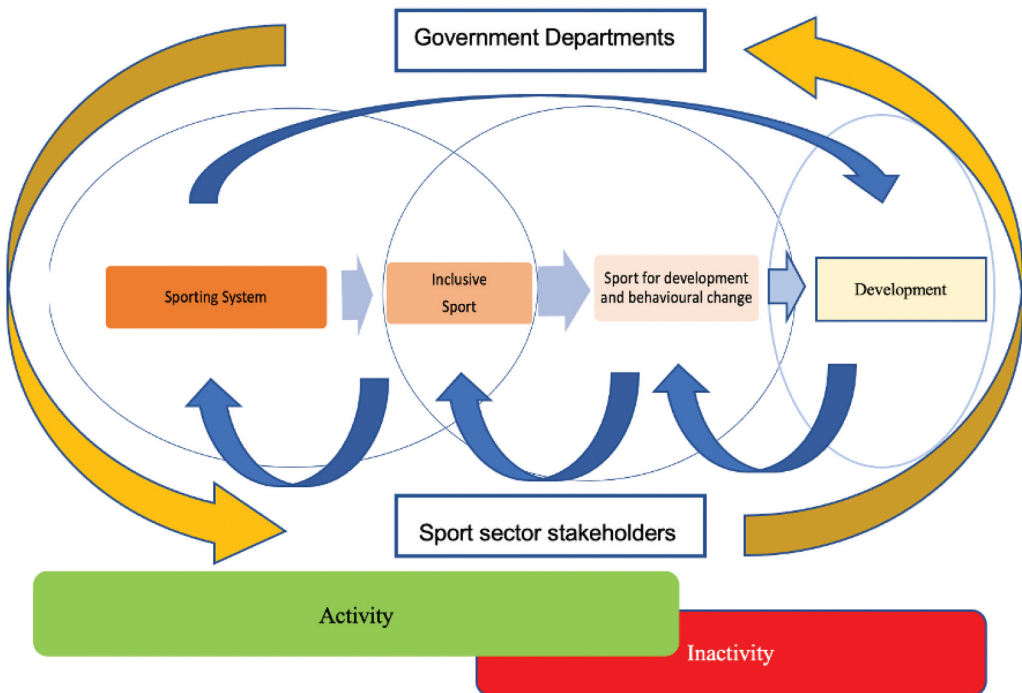 Government Departments
Sporting System
Inclusive
Sport
Sport for development
and behavioural change
Development
Sport sector stakeholders
Activity
Inactivity